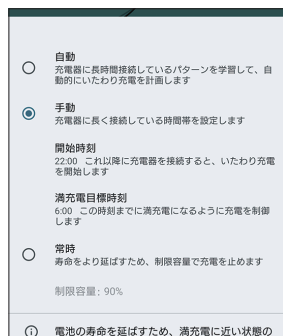 自動
充電器に長時間接続しているパターンを学習して、自
動的にいたわり充電を計画します
手動
充電器に長く接続している時間帯を設定します
開始時刻
22:00 これ以降に充電器を接続すると、いたわり充電
を開始します
満充電目標時刻
6:00 この時刻までに満充電になるように充電を制御
します
常時
寿命をより延ばすため、制限容量で充電を止めます
制限容量: 90%
電池の寿命を延ばすため、満充電に近い状態の